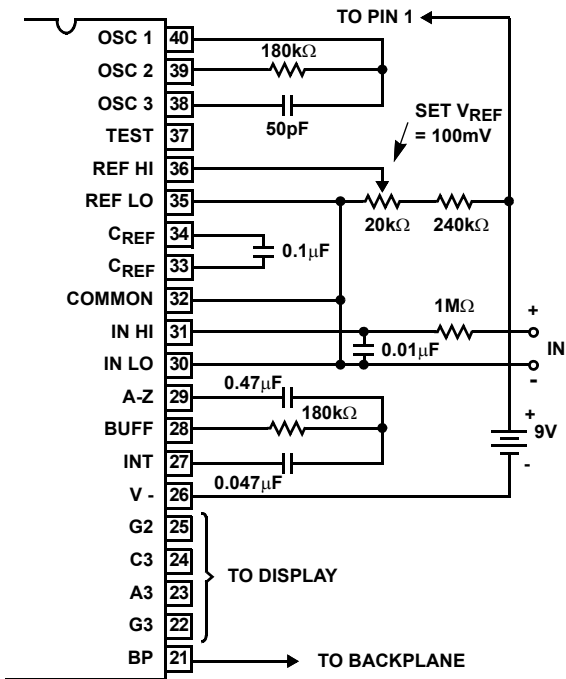 TO PIN 1
OSC 1 40
180kΩ
OSC 2 39
OSC 3 38
50pF
SET VREF
= 100mV
TEST 37
REF HI 36
REF LO 35
20kΩ 240kΩ
CREF 34
0.1μF
CREF 33
COMMON 32
1MΩ
+
IN HI 31
0.01μF
IN
IN LO 30
-
0.47μF
A-Z 29
180kΩ
BUFF 28
+
9V
-
INT 27
0.047μF
V - 26
G2 25
C3 24
TO DISPLAY
A3 23
G3 22
BP 21
TO BACKPLANE